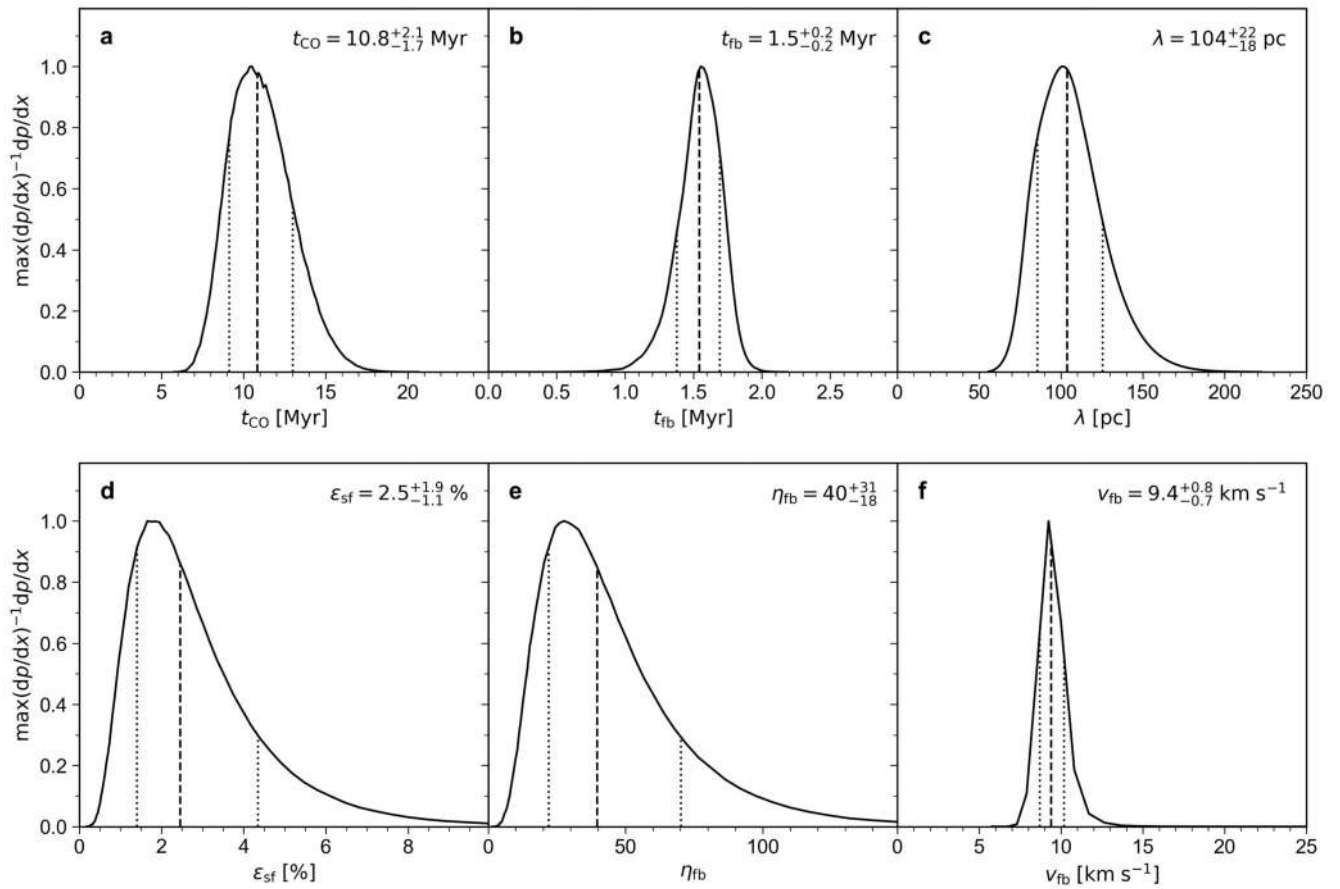 a
t_CO = 10.8^{+2.1}_{-1.7} Myr
b
t_fb = 1.5^{+0.2}_{-0.2} Myr
c
λ = 104^{+22}_{-18} pc
max(dp/dx)⁻¹dp/dx
1.0
0.8
0.6
0.4
0.2
0.0
0 5 10 15 20
0.0 0.5 1.0 1.5 2.0 2.5
0 50 100 150 200 250
t_CO [Myr]
t_fb [Myr]
λ [pc]
d
ε_sf = 2.5^{+1.9}_{-1.1} %
e
η_fb = 40^{+31}_{-18}
f
v_fb = 9.4^{+0.8}_{-0.7} km s⁻¹
max(dp/dx)⁻¹dp/dx
1.0
0.8
0.6
0.4
0.2
0.0
0 2 4 6 8
0 50 100
0 5 10 15 20 25
ε_sf [%]
η_fb
v_fb [km s⁻¹]